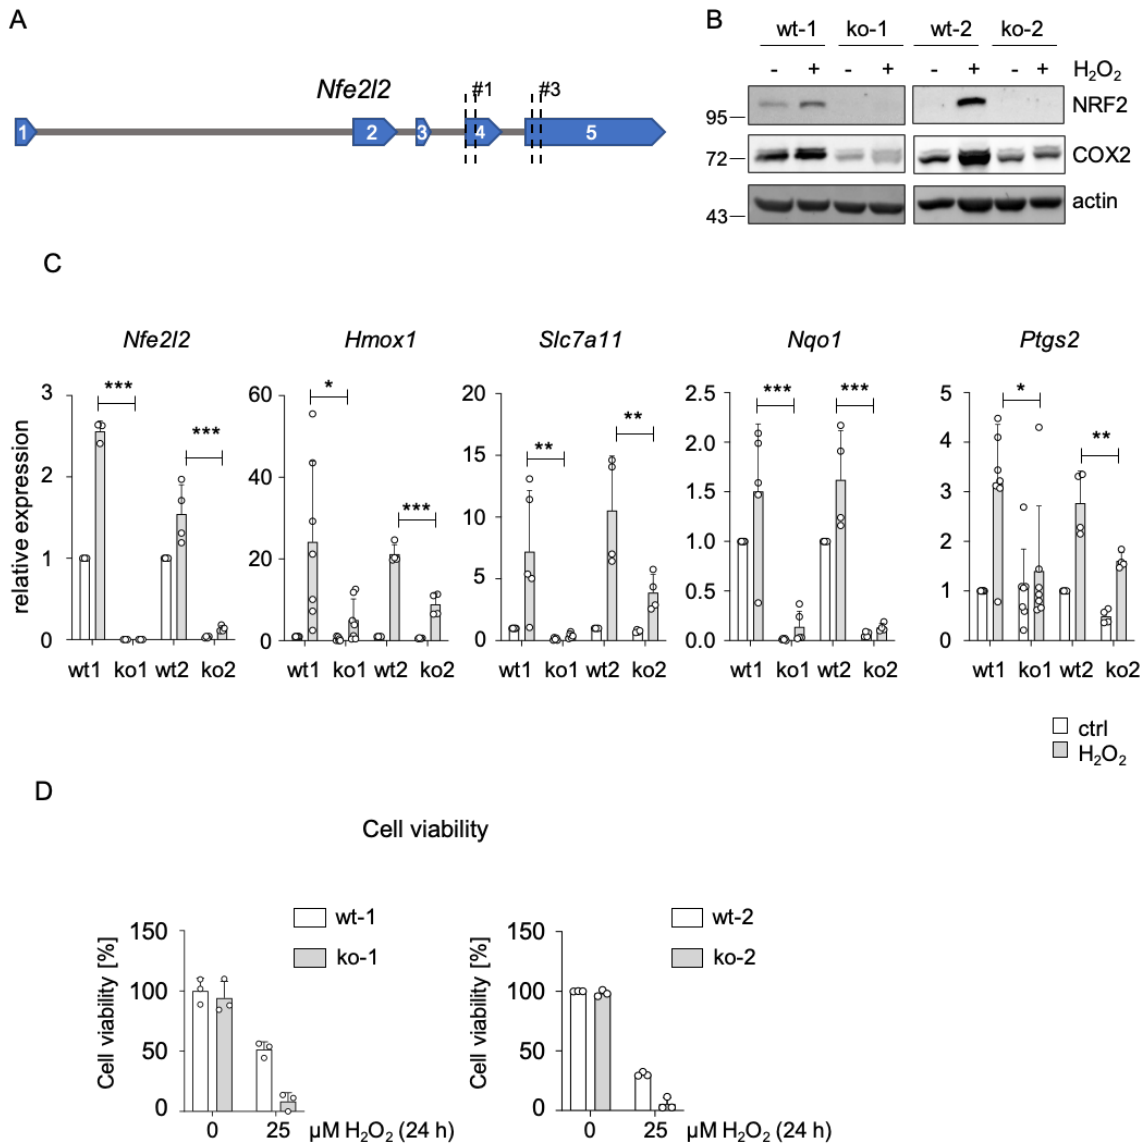 A
B
wt-1 ko-1 wt-2 ko-2
- + - + - + - + H₂O₂
Nfe2l2
#1 #3
1 2 3 4 5
95 NRF2
72 COX2
43 actin
C
Nfe2l2 Hmox1 Slc7a11 Nqo1 Ptgs2
relative expression
3
2
1
0
*** ***
wt1 ko1 wt2 ko2
60
40
20
0
* ***
wt1 ko1 wt2 ko2
20
15
10
5
0
** **
wt1 ko1 wt2 ko2
2.5
2.0
1.5
1.0
0.5
0.0
*** ***
wt1 ko1 wt2 ko2
5
4
3
2
1
0
* **
wt1 ko1 wt2 ko2
ctrl
H₂O₂
D
Cell viability
wt-1
ko-1
Cell viability [%]
150
100
50
0
0 25 µM H₂O₂ (24 h)
wt-2
ko-2
Cell viability [%]
150
100
50
0
0 25 µM H₂O₂ (24 h)